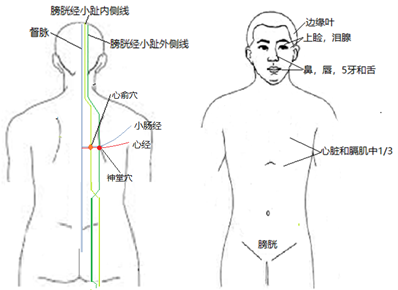 膀胱经小趾内侧线
督脉
膀胱经小趾外侧线
心俞穴
小肠经
心经
神堂穴
边缘叶
上睑，泪腺
鼻，唇，5牙和舌
心脏和膈肌中1/3
膀胱